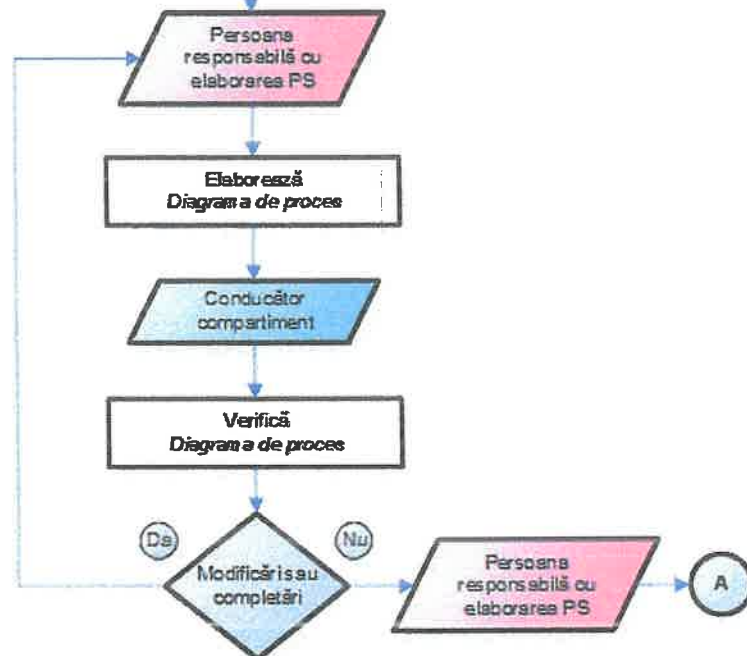 Persoana
responsabilă cu
elaborarea PS
Elaborează
Diagrama de proces
Conducător
compartiment
Verifică
Diagrama de proces
Da
Nu
Modificări sau
completări
Persoana
responsabilă cu
elaborarea PS
A